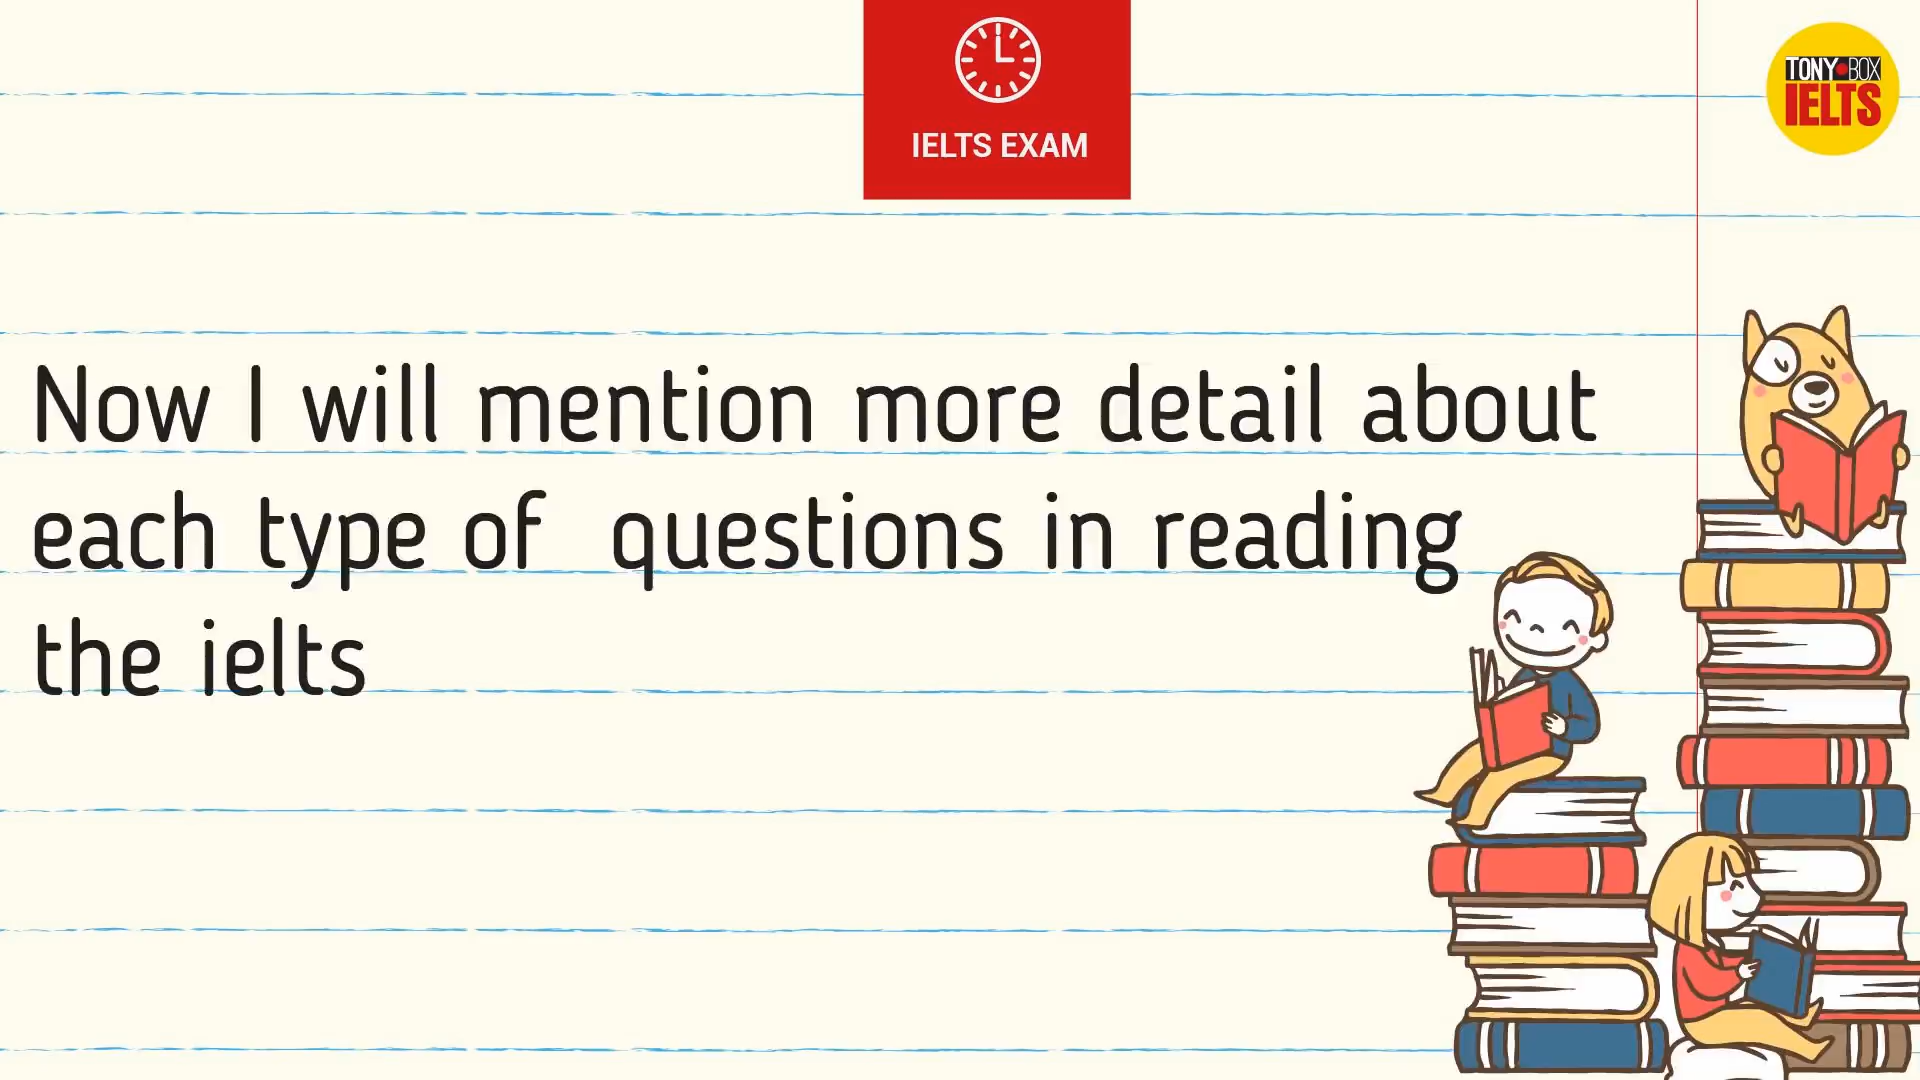 IELTS EXAM
TONY BOX
IELTS
Now I will mention more detail about
each type of questions in reading
the ielts